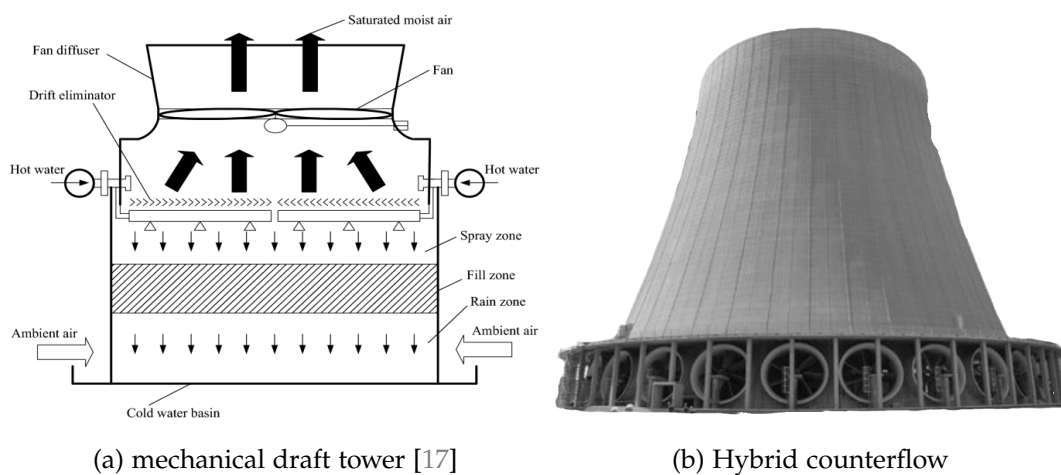 Saturated moist air
Fan diffuser
Fan
Drift eliminator
Hot water
Hot water
Spray zone
Fill zone
Rain zone
Ambient air
Ambient air
Cold water basin
(a) mechanical draft tower [17]
(b) Hybrid counterflow